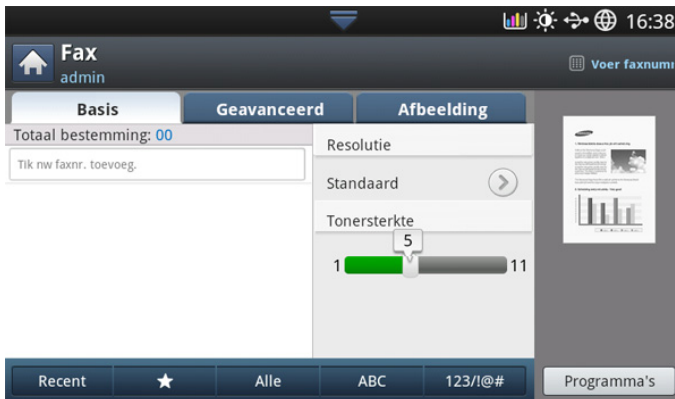 16:38
Fax
admin
Voer faxnumr
Basis
Geavanceerd
Afbeelding
Totaal bestemming: 00
Tik nw faxnr. toevoeg.
Resolutie
Standaard
Tonersterkte
5
1
11
Recent
Alle
ABC
123/!@#
Programma's